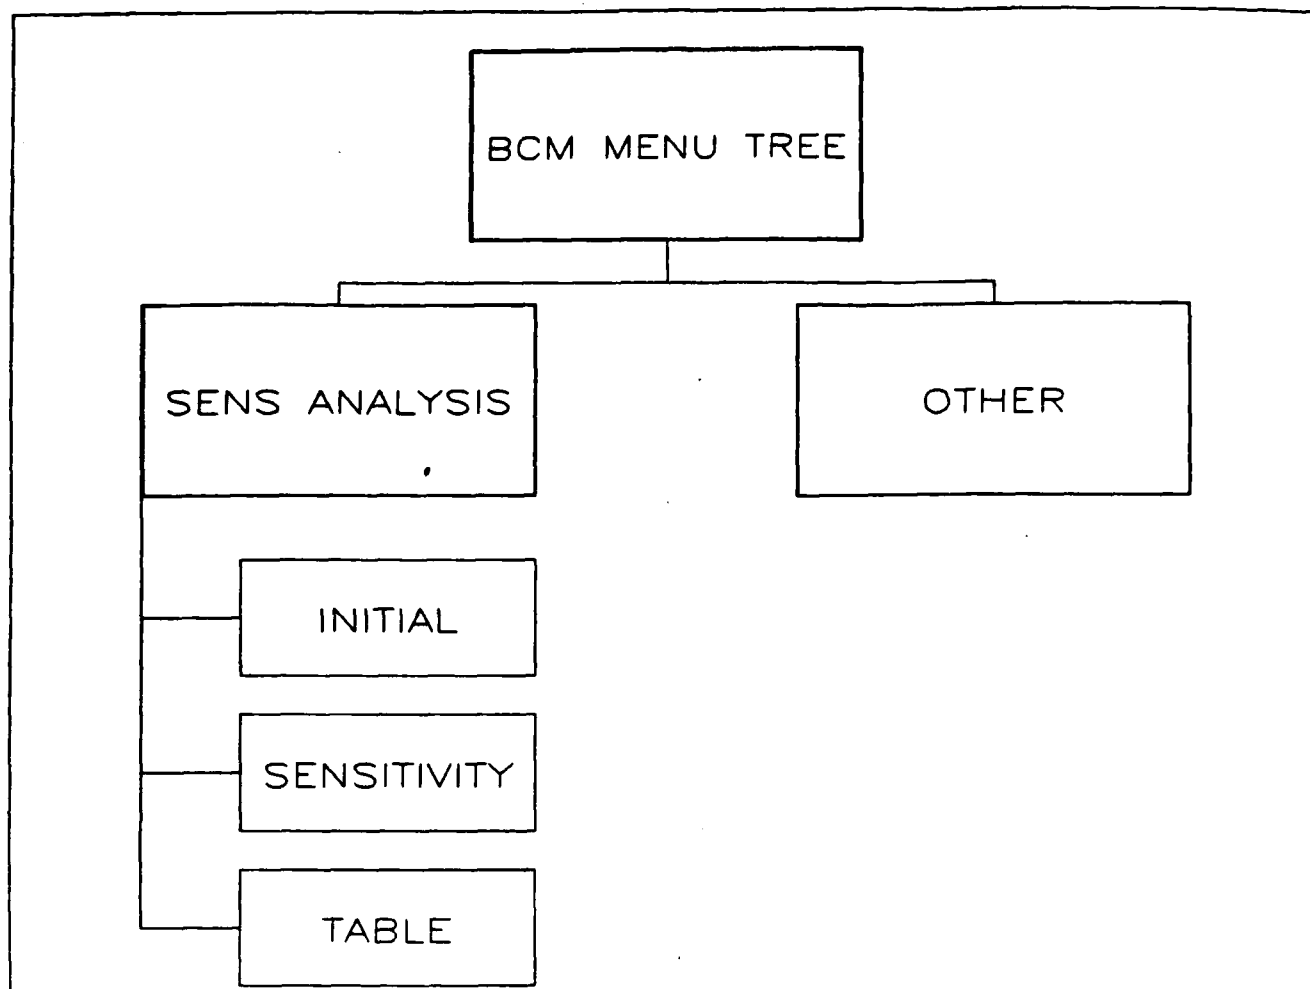 BCM MENU TREE
SENS ANALYSIS
OTHER
INITIAL
SENSITIVITY
TABLE